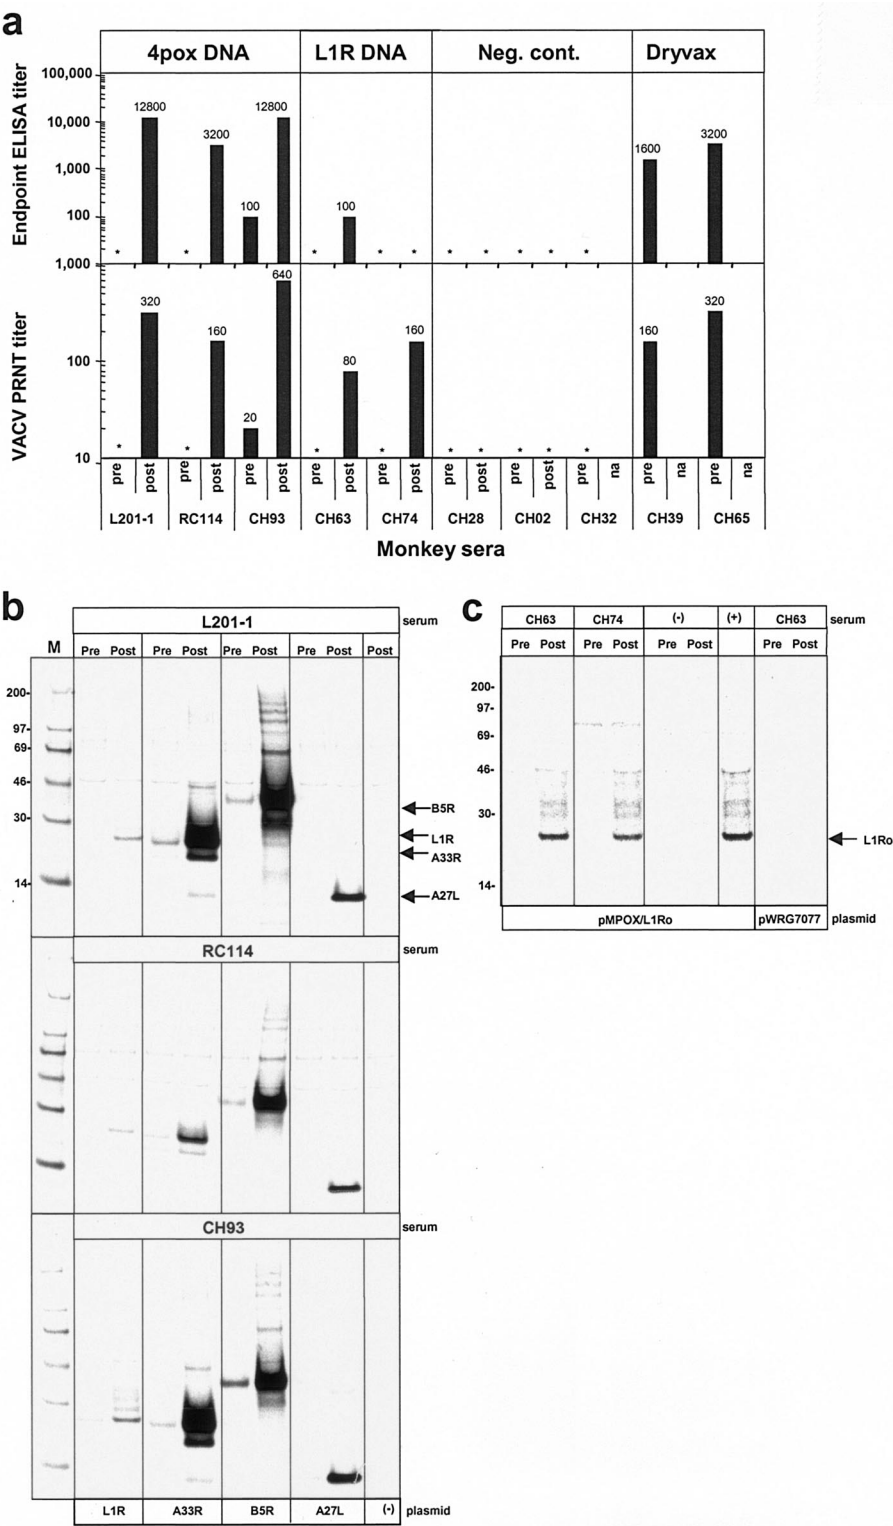 a
4pox DNA L1R DNA Neg. cont. Dryvax
Endpoint ELISA titer
100,000
10,000
1,000
100
1,000
12800 3200 100 12800 100 1600 3200
* * * * * * * * * *
VACV PRNT titer
100
10
320 160 20 640 80 160 160 320
* * * * * * * * *
pre post pre post pre post pre post pre post pre post pre post pre na pre na pre na
L201-1 RC114 CH93 CH63 CH74 CH28 CH02 CH32 CH39 CH65
Monkey sera
b
L201-1 serum
M Pre Post Pre Post Pre Post Pre Post Post
200-
97-
69-
46-
30-
14-
B5R
L1R
A33R
A27L
RC114 serum
CH93 serum
L1R A33R B5R A27L (-) plasmid
c
CH63 CH74 (-) (+) CH63 serum
Pre Post Pre Post Pre Post Pre Post
200-
97-
69-
46-
30-
14-
L1Ro
pMPOX/L1Ro pWRG7077 plasmid